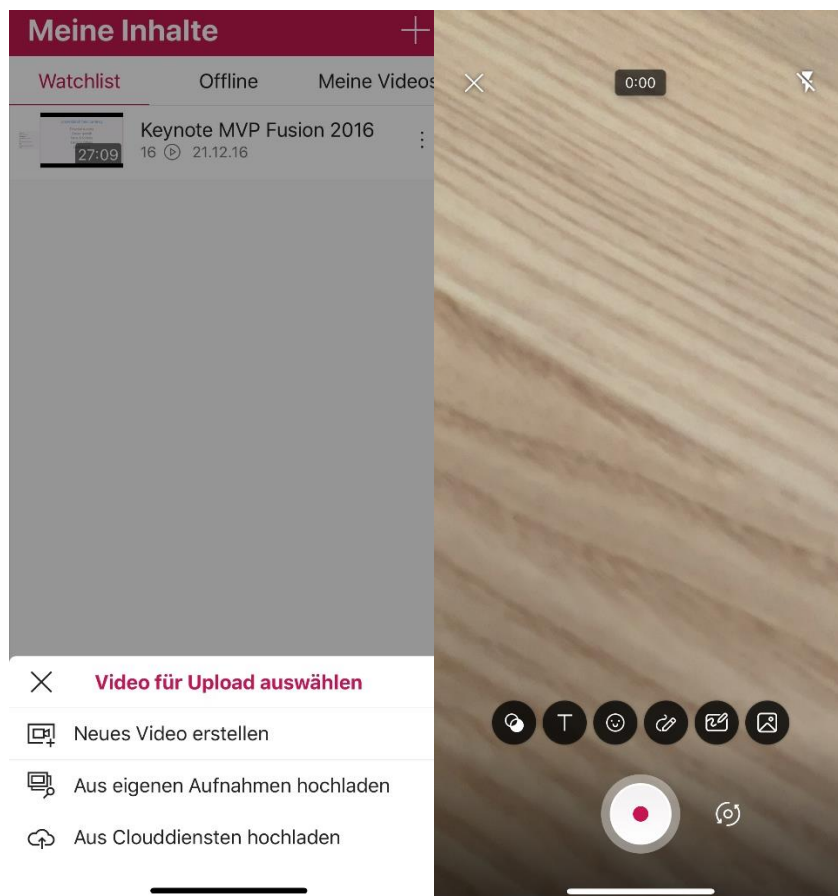 Meine Inhalte
Watchlist Offline Meine Videos
Keynote MVP Fusion 2016
27:09 16 21.12.16
Video für Upload auswählen
Neues Video erstellen
Aus eigenen Aufnahmen hochladen
Aus Clouddiensten hochladen
0:00
T